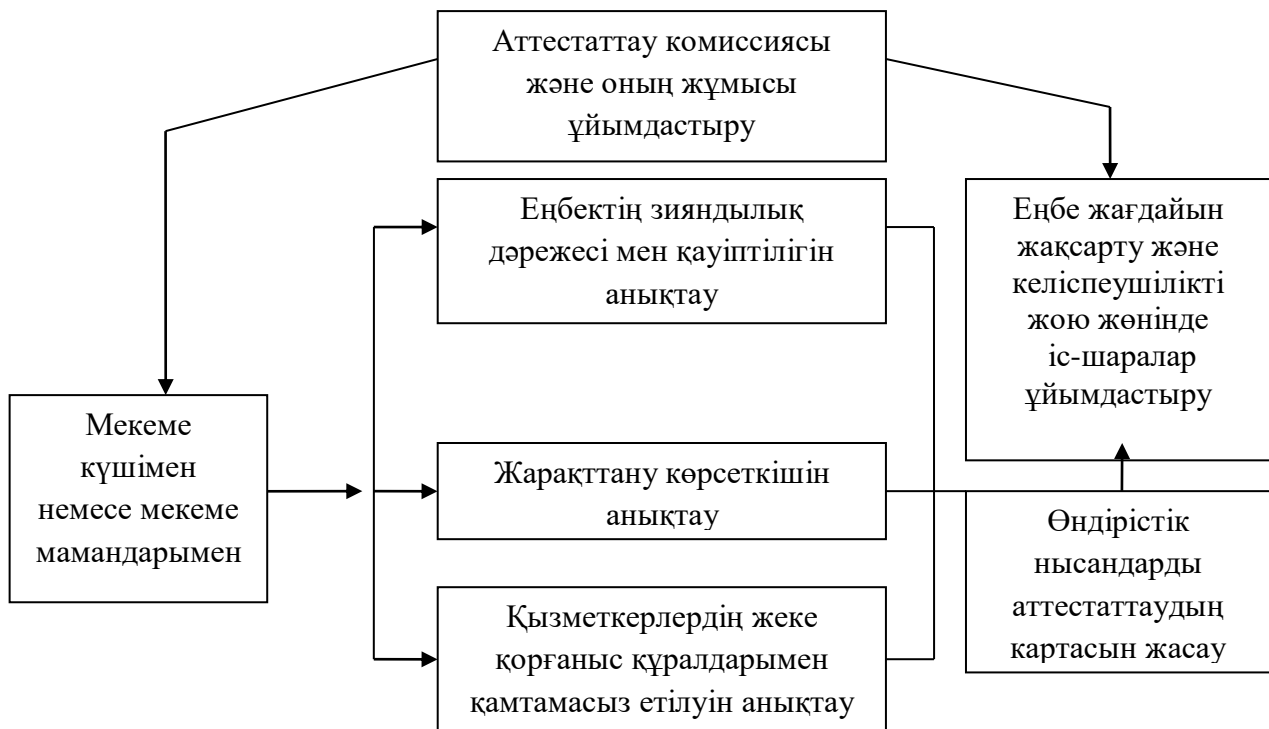 Аттестаттау комиссиясы
және оның жұмысы
ұйымдастыру
Еңбектің зияндылық
дәрежесі мен қауіптілігін
анықтау
Еңбе жағдайын
жақсарту және
келіспеушілікті
жою жөнінде
іс-шаралар
ұйымдастыру
Мекеме
күшімен
немесе мекеме
мамандарымен
Жарақттану көрсеткішін
анықтау
Өндірістік
нысандарды
аттестаттаудың
картасын жасау
Қызметкерлердің жеке
қорғаныс құралдарымен
қамтамасыз етілуін анықтау